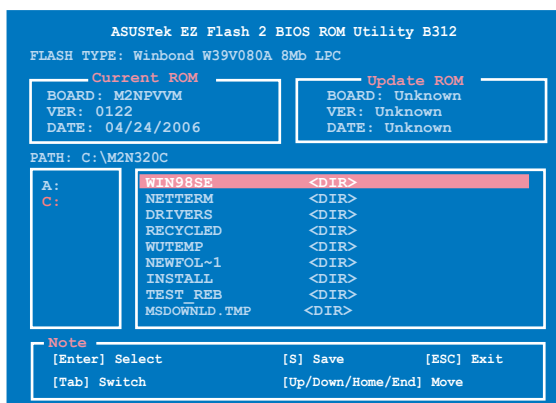 ASUSTek EZ Flash 2 BIOS ROM Utility B312
FLASH TYPE: Winbond W39V080A 8Mb LPC
Current ROM
BOARD: M2NPVVM
VER: 0122
DATE: 04/24/2006
Update ROM
BOARD: Unknown
VER: Unknown
DATE: Unknown
PATH: C:\M2N320C
A:
C:
WIN98SE <DIR>
NETTERM <DIR>
DRIVERS <DIR>
RECYCLED <DIR>
WUTEMP <DIR>
NEWFOL~1 <DIR>
INSTALL <DIR>
TEST_REB <DIR>
MSDOWNLD.TMP <DIR>
Note
[Enter] Select [S] Save [ESC] Exit
[Tab] Switch [Up/Down/Home/End] Move